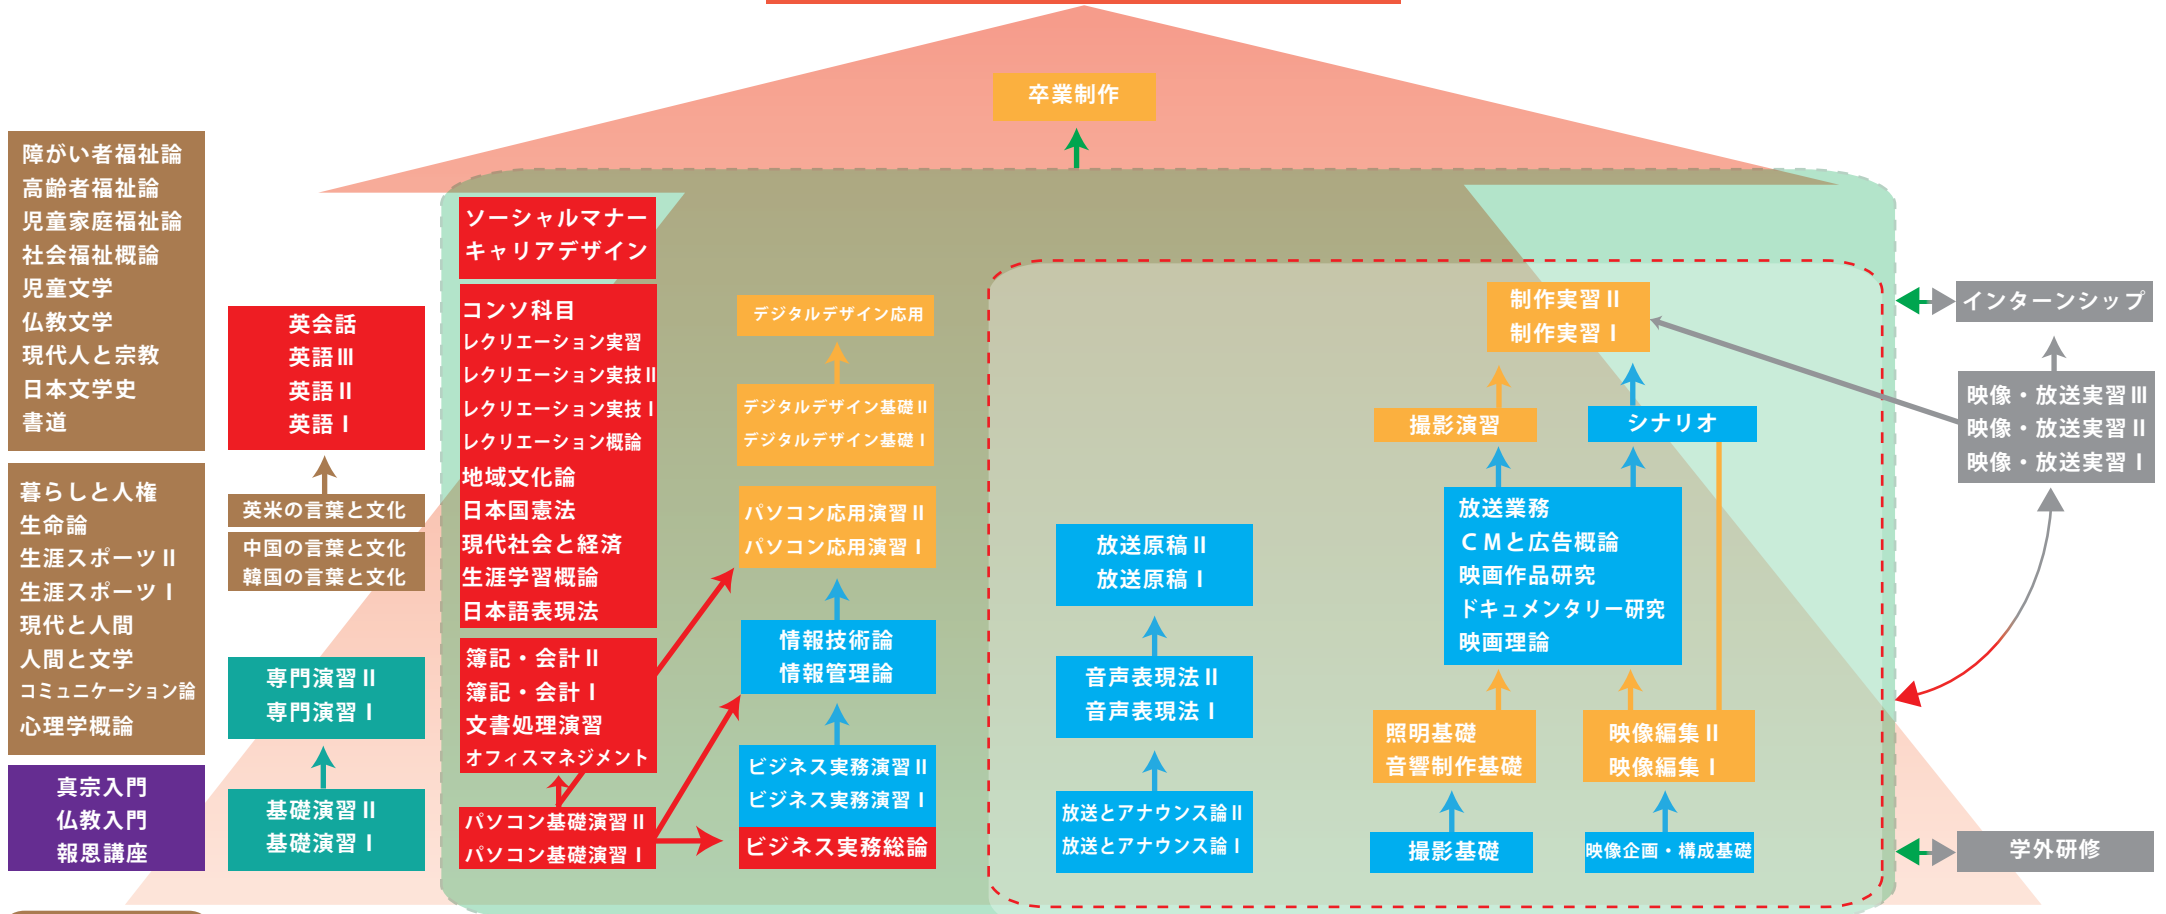 卒業制作
障がい者福祉論
高齢者福祉論
児童家庭福祉論
社会福祉概論
児童文学
仏教文学
現代人と宗教
日本文学史
書道
暮らしと人権
生命論
生涯スポーツⅡ
生涯スポーツⅠ
現代と人間
人間と文学
コミュニケーション論
心理学概論
真宗入門
仏教入門
報恩講座
英会話
英語Ⅲ
英語Ⅱ
英語Ⅰ
英米の言葉と文化
中国の言葉と文化
韓国の言葉と文化
専門演習Ⅱ
専門演習Ⅰ
基礎演習Ⅱ
基礎演習Ⅰ
ソーシャルマナー
キャリアデザイン
コンソ科目
レクリエーション実習
レクリエーション実技Ⅱ
レクリエーション実技Ⅰ
レクリエーション概論
地域文化論
日本国憲法
現代社会と経済
生涯学習概論
日本語表現法
簿記・会計Ⅱ
簿記・会計Ⅰ
文書処理演習
オフィスマネジメント
パソコン基礎演習Ⅱ
パソコン基礎演習Ⅰ
デジタルデザイン応用
デジタルデザイン基礎Ⅱ
デジタルデザイン基礎Ⅰ
パソコン応用演習Ⅱ
パソコン応用演習Ⅰ
情報技術論
情報管理論
ビジネス実務演習Ⅱ
ビジネス実務演習Ⅰ
ビジネス実務総論
放送原稿Ⅱ
放送原稿Ⅰ
音声表現法Ⅱ
音声表現法Ⅰ
放送とアナウンス論Ⅱ
放送とアナウンス論Ⅰ
制作実習Ⅱ
制作実習Ⅰ
撮影演習
シナリオ
放送業務
ＣＭと広告概論
映画作品研究
ドキュメンタリー研究
映画理論
照明基礎
音響制作基礎
映像編集Ⅱ
映像編集Ⅰ
撮影基礎
映像企画・構成基礎
インターンシップ
映像・放送実習Ⅲ
映像・放送実習Ⅱ
映像・放送実習Ⅰ
学外研修